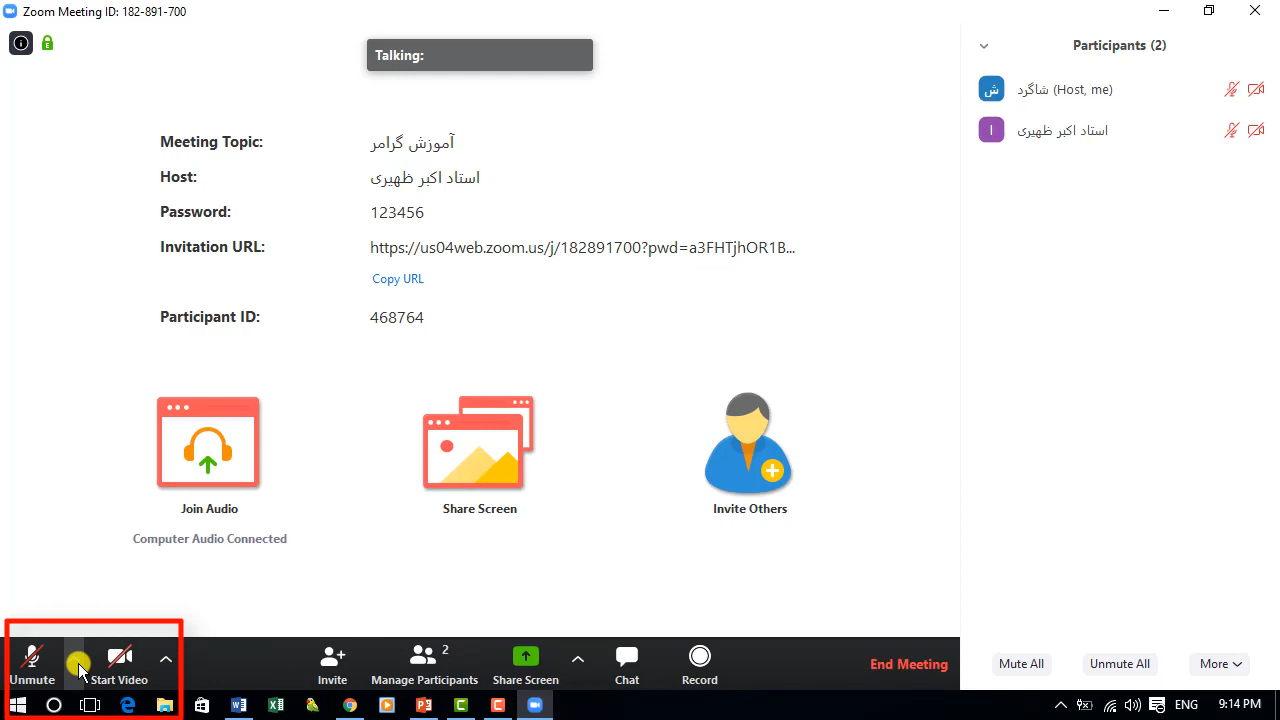 Zoom Meeting ID: 182-891-700
Talking:
Participants (2)
ش شاگرد (Host, me)
ا استاد اکبر ظهیری
Meeting Topic: آموزش گرامر
Host: استاد اکبر ظهیری
Password: 123456
Invitation URL: https://us04web.zoom.us/j/182891700?pwd=a3FHTjhOR1B...
Copy URL
Participant ID: 468764
Join Audio
Share Screen
Invite Others
Computer Audio Connected
Unmute
Start Video
Invite
2
Manage Participants
Share Screen
Chat
Record
End Meeting
Mute All
Unmute All
More
ENG
9:14 PM